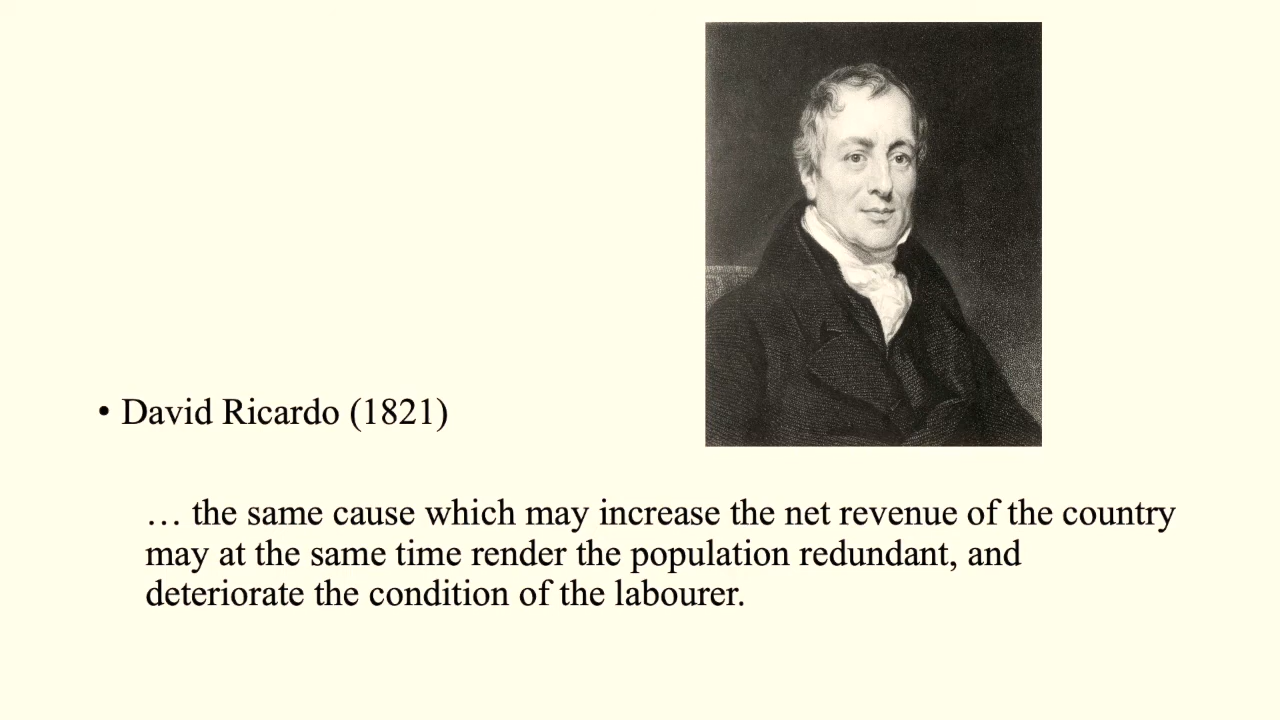 • David Ricardo (1821)
… the same cause which may increase the net revenue of the country
may at the same time render the population redundant, and
deteriorate the condition of the labourer.